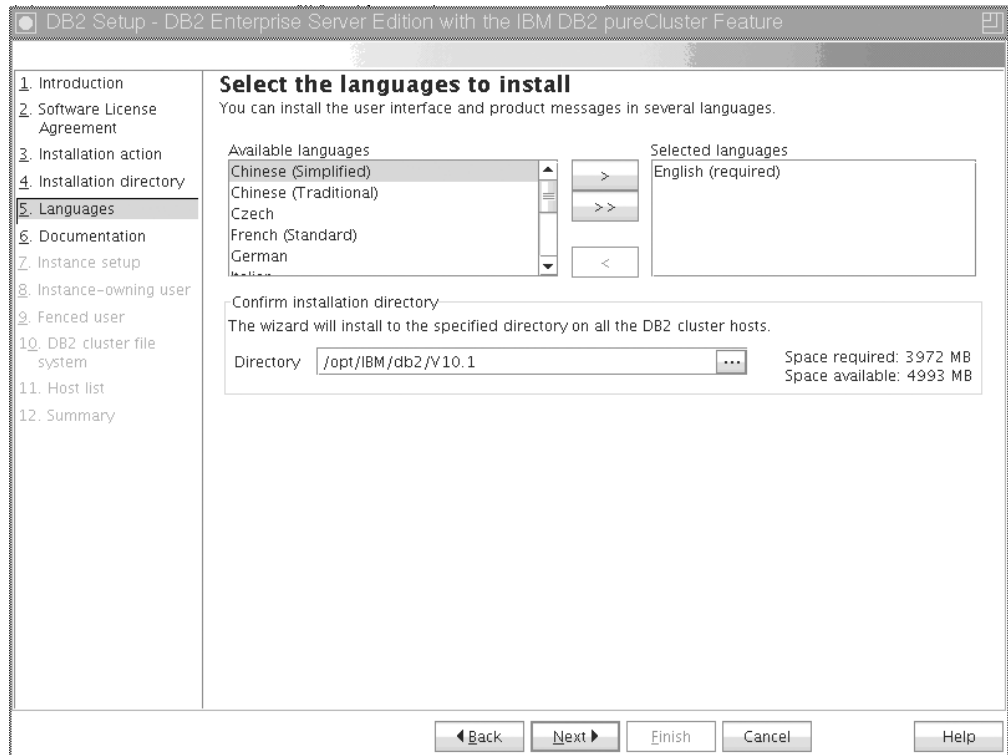 DB2 Setup - DB2 Enterprise Server Edition with the IBM DB2 pureCluster Feature
1. Introduction
2. Software License
Agreement
3. Installation action
4. Installation directory
5. Languages
6. Documentation
7. Instance setup
8. Instance-owning user
9. Fenced user
10. DB2 cluster file
system
11. Host list
12. Summary
Select the languages to install
You can install the user interface and product messages in several languages.
Available languages
Chinese (Simplified)
Chinese (Traditional)
Czech
French (Standard)
German
>
>>
<
Selected languages
English (required)
Confirm installation directory
The wizard will install to the specified directory on all the DB2 cluster hosts.
Directory /opt/IBM/db2/V10.1 ...
Space required: 3972 MB
Space available: 4993 MB
Back Next Finish Cancel Help